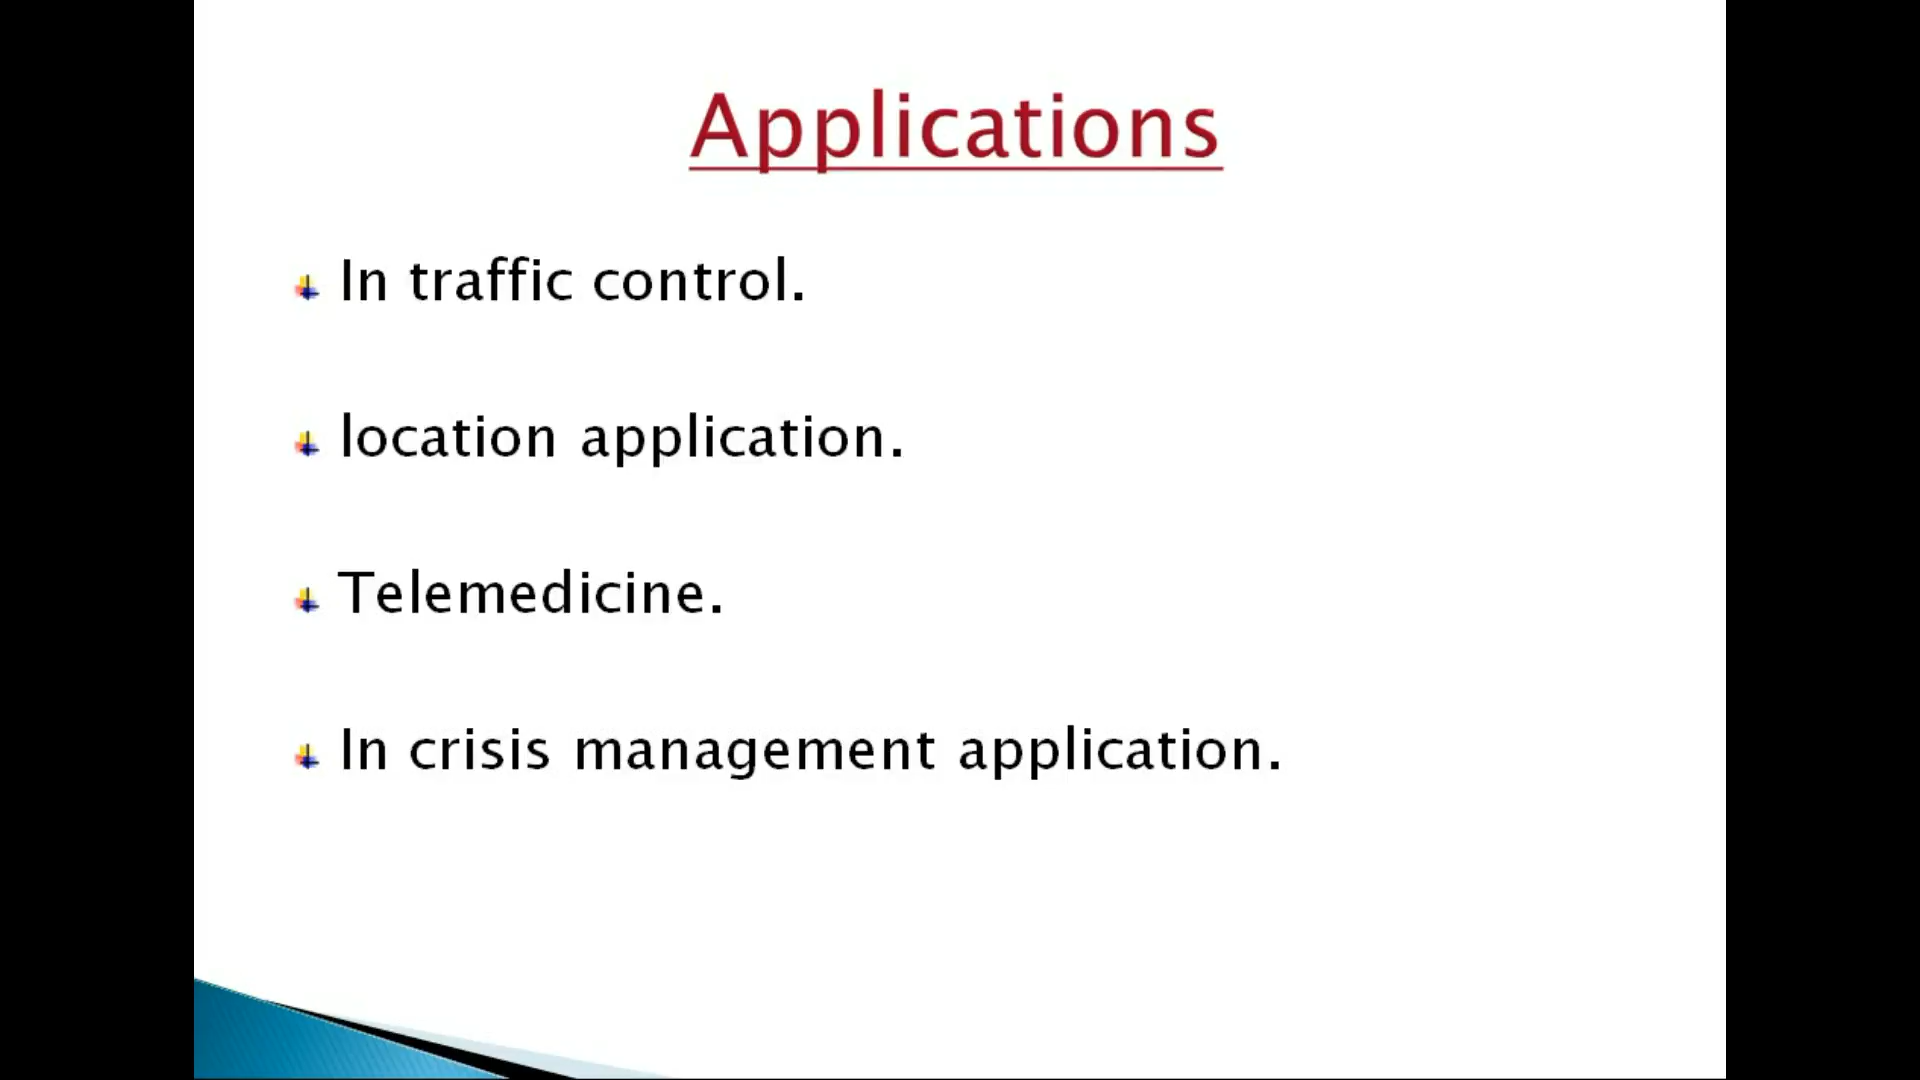 Applications
In traffic control.
location application.
Telemedicine.
In crisis management application.